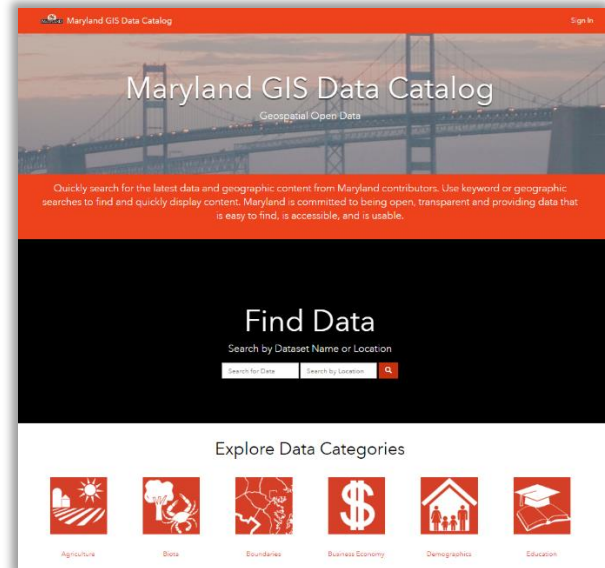 Maryland GIS Data Catalog
Sign In
Maryland GIS Data Catalog
Geospatial Open Data
Quickly search for the latest data and geographic content from Maryland contributors. Use keyword or geographic
searches to find and quickly display content. Maryland is committed to being open, transparent and providing data that
is easy to find, is accessible, and is usable.
Find Data
Search by Dataset Name or Location
Search for Data
Search by Location
Explore Data Categories
Agriculture
Biota
Boundaries
Business Economy
Demographics
Education